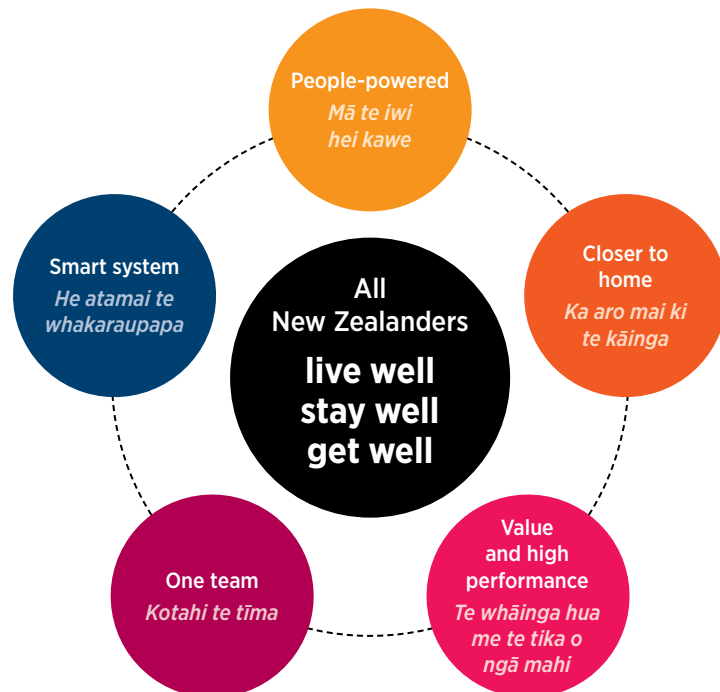 People-powered
Mā te iwi
hei kawe
Closer to
home
Ka aro mai ki
te kāinga
Value
and high
performance
Te whāinga hua
me te tika o
ngā mahi
One team
Kotahi te tīma
Smart system
He atamai te
whakaraupapa
All
New Zealanders
live well
stay well
get well